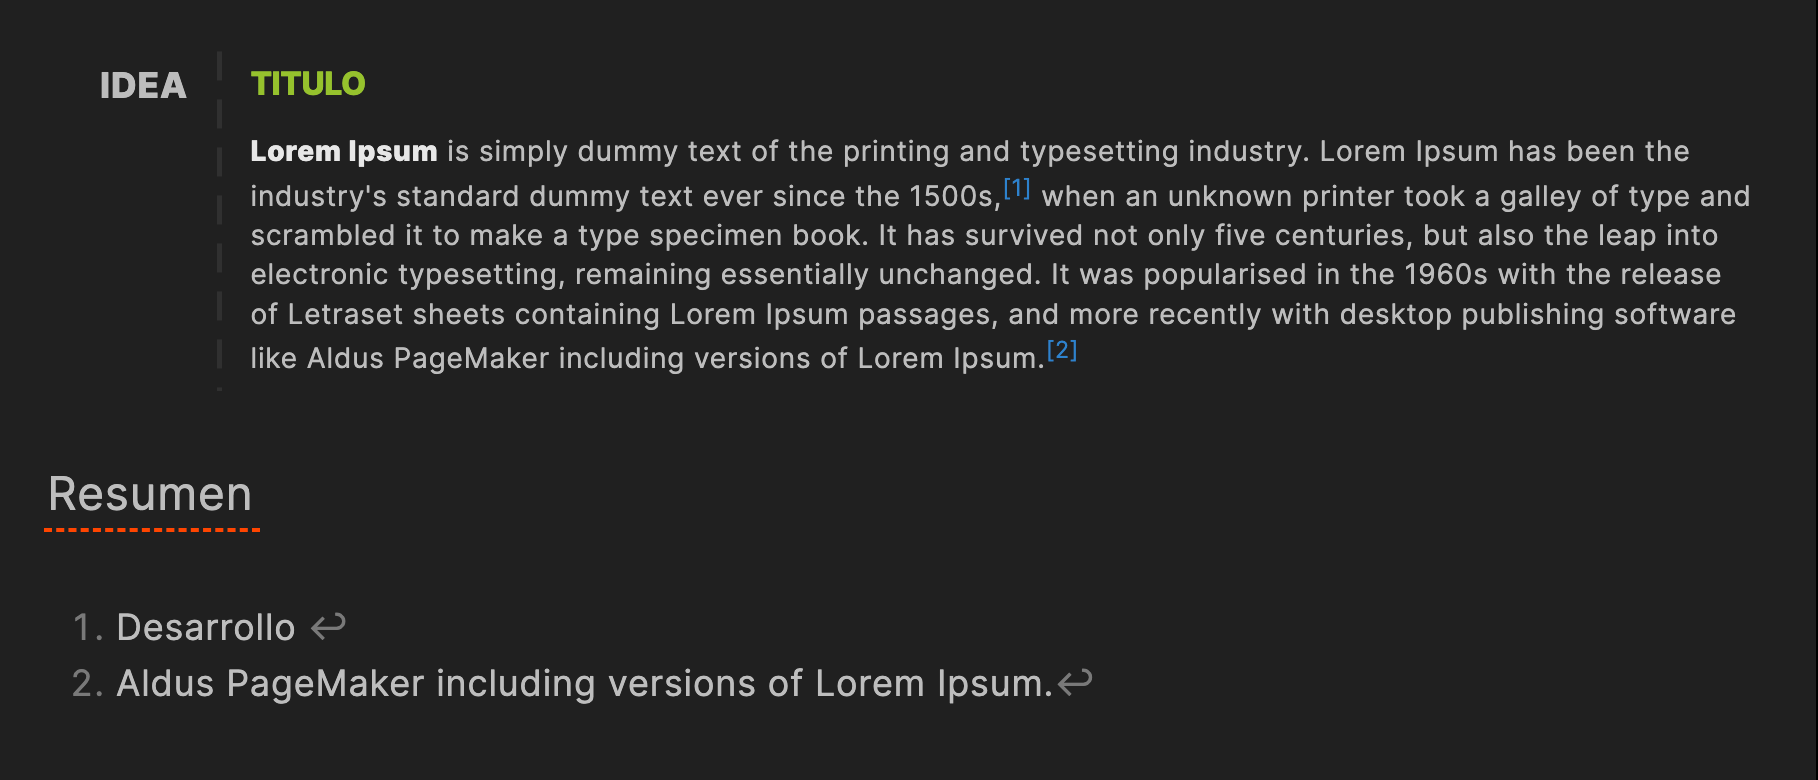 IDEA
TITULO
Lorem Ipsum is simply dummy text of the printing and typesetting industry. Lorem Ipsum has been the
industry's standard dummy text ever since the 1500s,[1] when an unknown printer took a galley of type and
scrambled it to make a type specimen book. It has survived not only five centuries, but also the leap into
electronic typesetting, remaining essentially unchanged. It was popularised in the 1960s with the release
of Letraset sheets containing Lorem Ipsum passages, and more recently with desktop publishing software
like Aldus PageMaker including versions of Lorem Ipsum.[2]
Resumen
1. Desarrollo ↩
2. Aldus PageMaker including versions of Lorem Ipsum.↩